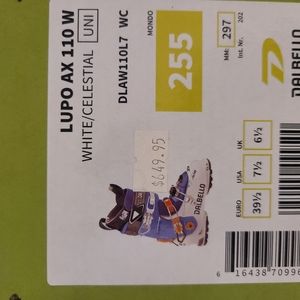 LUPO AX 110 W
WHITE/CELESTIAL UNI
DLAW110L7 WC
MONDO
255
MM: 297
Int. Nr. 202
DALBELLO
$649.95
DALBELLO
EURO 39½
USA 7½
UK 6½
6 16438 70996